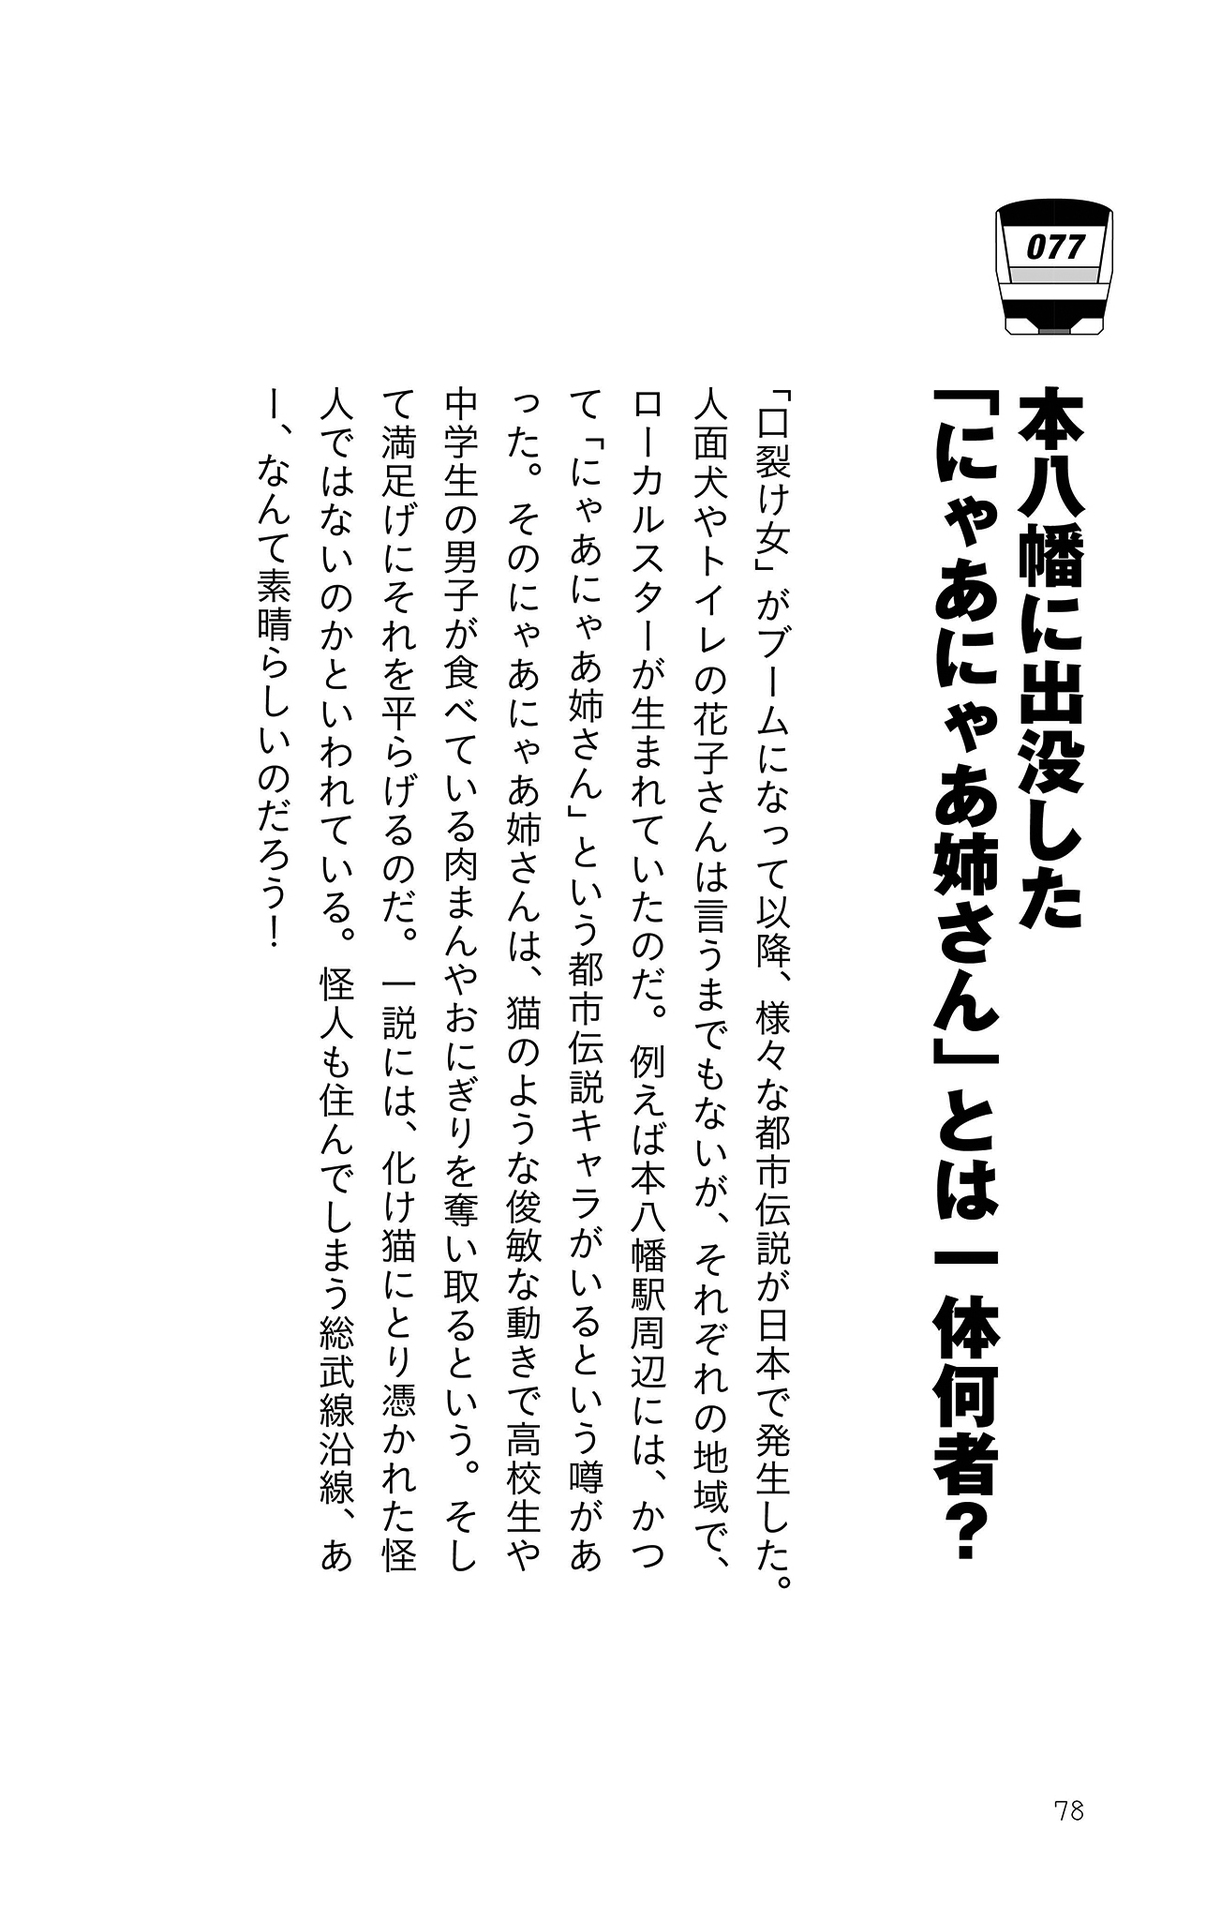 077
本八幡に出没した
「にゃあにゃあ姉さん」とは一体何者？
「口裂け女」がブームになって以降、様々な都市伝説が日本で発生した。
人面犬やトイレの花子さんは言うまでもないが、それぞれの地域で、
ローカルスターが生まれていたのだ。例えば本八幡駅周辺には、かつ
て「にゃあにゃあ姉さん」という都市伝説キャラがいるという噂があ
った。そのにゃあにゃあ姉さんは、猫のような俊敏な動きで高校生や
中学生の男子が食べている肉まんやおにぎりを奪い取るという。そし
て満足げにそれを平らげるのだ。一説には、化け猫にとり憑かれた怪
人ではないのかといわれている。怪人も住んでしまう総武線沿線、あ
ー、なんて素晴らしいのだろう！
78